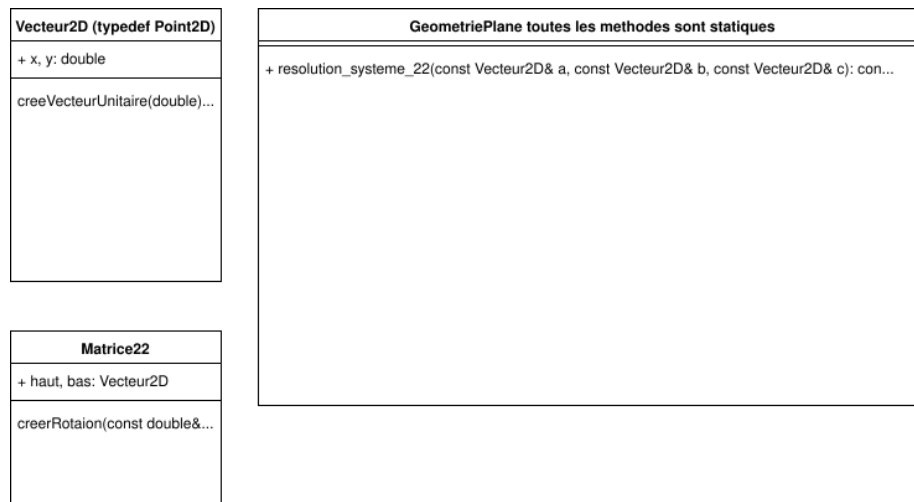 Vecteur2D (typedef Point2D)
+ x, y: double
creeVecteurUnitaire(double)...
GeometriePlane toutes les methodes sont statiques
+ resolution_systeme_22(const Vecteur2D& a, const Vecteur2D& b, const Vecteur2D& c): con...
Matrice22
+ haut, bas: Vecteur2D
creerRotaion(const double&...